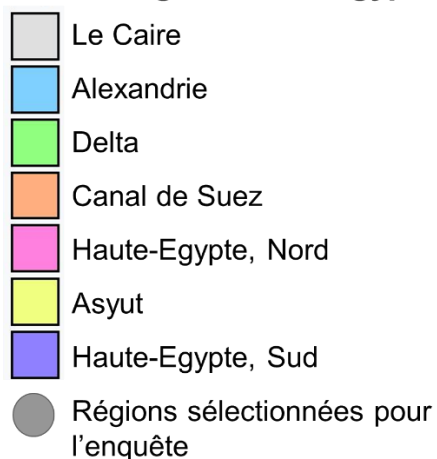 Le Caire
Alexandrie
Delta
Canal de Suez
Haute-Egypte, Nord
Asyut
Haute-Egypte, Sud
Régions sélectionnées pour
l'enquête